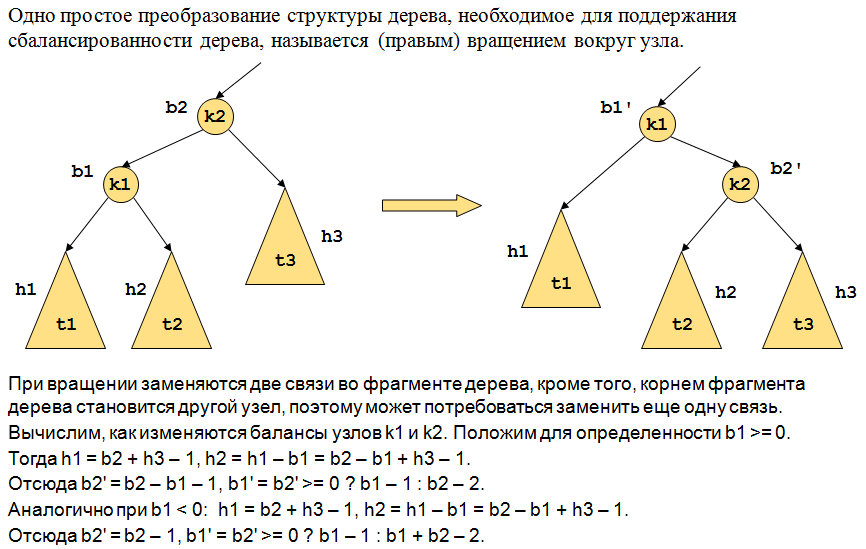 Одно простое преобразование структуры дерева, необходимое для поддержания
сбалансированности дерева, называется (правым) вращением вокруг узла.
b2
k2
b1
k1
h3
t3
h1
t1
h2
t2
b1'
k1
b2'
k2
h1
t1
h2
t2
h3
t3
При вращении заменяются две связи во фрагменте дерева, кроме того, корнем фрагмента
дерева становится другой узел, поэтому может потребоваться заменить еще одну связь.
Вычислим, как изменяются балансы узлов k1 и k2. Положим для определенности b1 >= 0.
Тогда h1 = b2 + h3 – 1, h2 = h1 – b1 = b2 – b1 + h3 – 1.
Отсюда b2' = b2 – b1 – 1, b1' = b2' >= 0 ? b1 – 1 : b2 – 2.
Аналогично при b1 < 0: h1 = b2 + h3 – 1, h2 = h1 – b1 = b2 – b1 + h3 – 1.
Отсюда b2' = b2 – 1, b1' = b2' >= 0 ? b1 – 1 : b1 + b2 – 2.